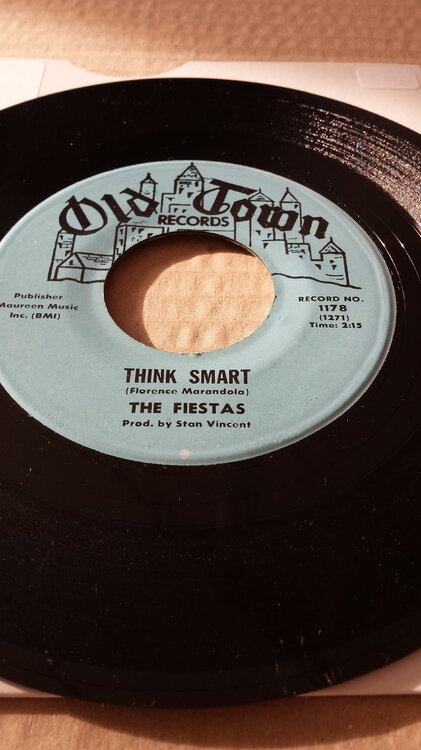 Old Town
RECORDS
Publisher
Maureen Music
Inc. (BMI)
RECORD NO.
1178
(1271)
Time: 2:15
THINK SMART
(Florence Marandola)
THE FIESTAS
Prod. by Stan Vincent